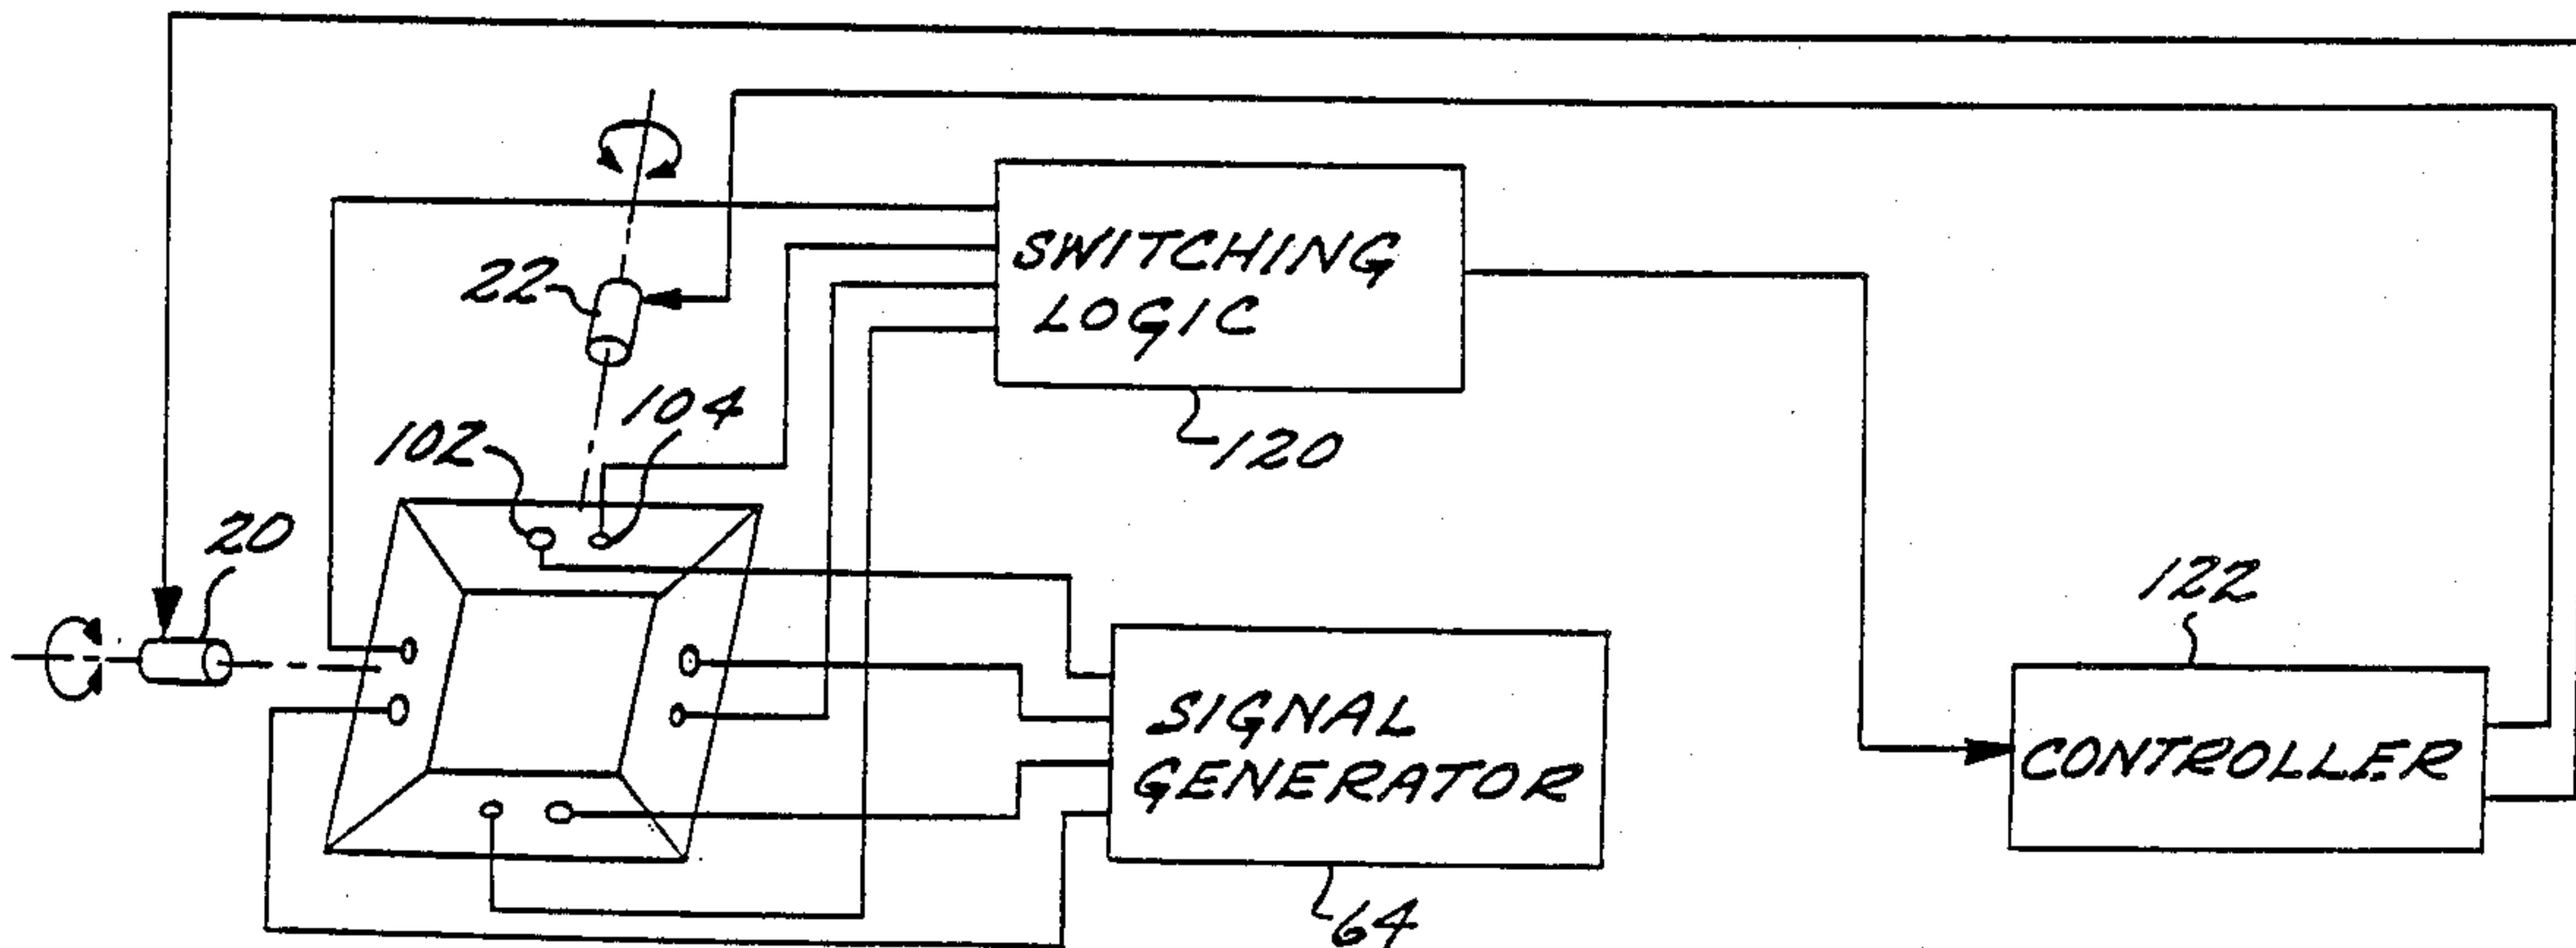 22
SWITCHING
LOGIC
104
102
120
20
122
SIGNAL
GENERATOR
CONTROLLER
64